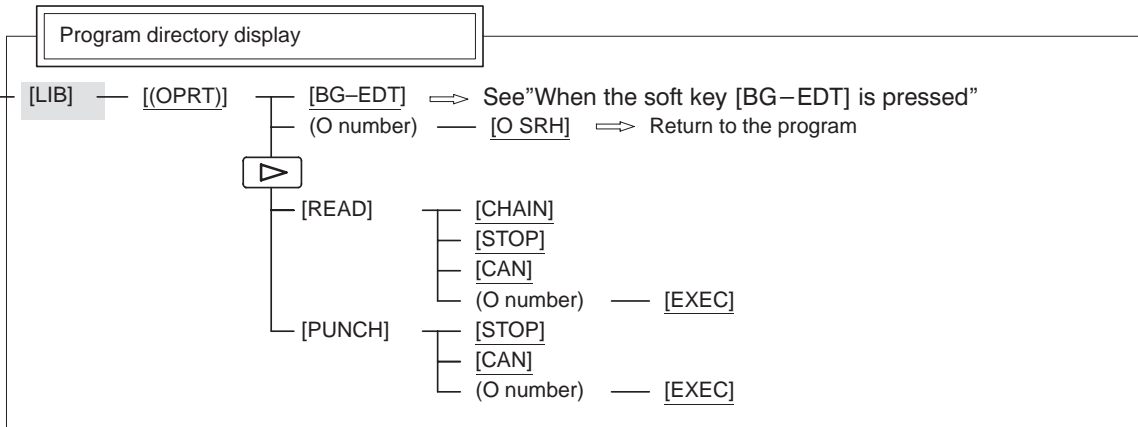 Program directory display
[LIB] [(OPRT)] [BG–EDT] See”When the soft key [BG–EDT] is pressed”
(O number) [O SRH] Return to the program
[READ] [CHAIN]
[STOP]
[CAN]
(O number) [EXEC]
[PUNCH] [STOP]
[CAN]
(O number) [EXEC]